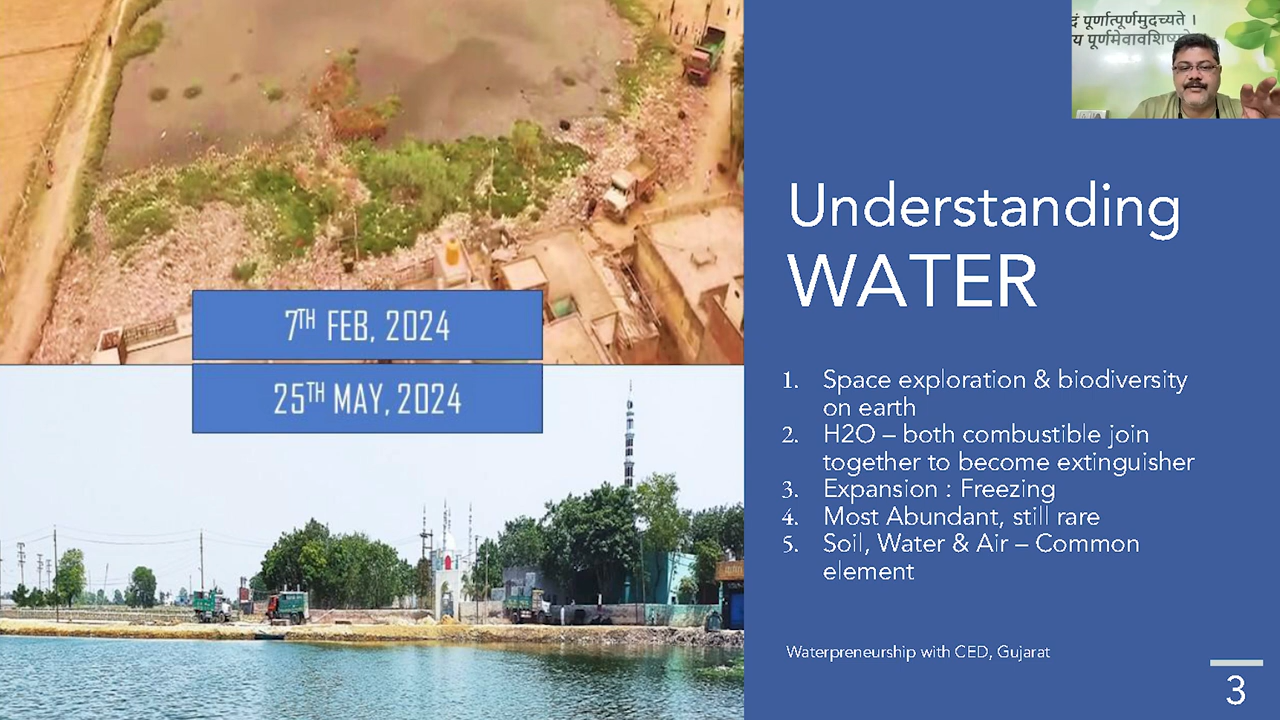 7TH FEB, 2024
25TH MAY, 2024
पूर्णात्पूर्णमुदच्यते ।
पूर्णमेवावशिष्यते
Understanding
WATER
1. Space exploration & biodiversity
on earth
2. H2O – both combustible join
together to become extinguisher
3. Expansion : Freezing
4. Most Abundant, still rare
5. Soil, Water & Air – Common
element
Waterpreneurship with CED, Gujarat
3